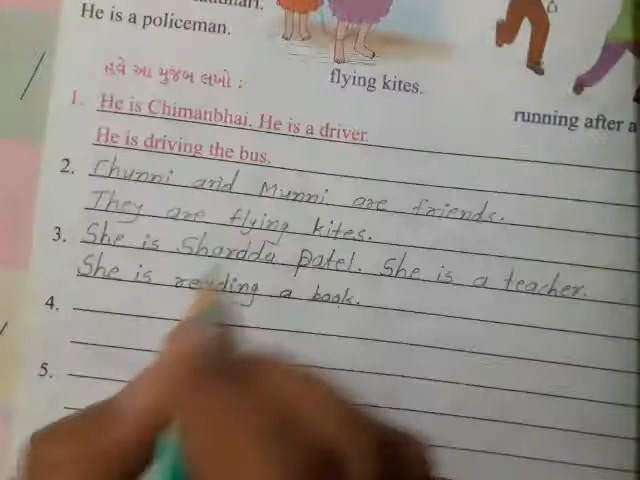 He is a policeman.
flying kites.
running after a
હવે આ મુજબ લખો :
1. He is Chimanbhai. He is a driver.
He is driving the bus.
2. Chunni and Munni are friends.
They are flying kites.
3. She is Shardda patel. She is a teacher.
She is reading a book.
4.
5.